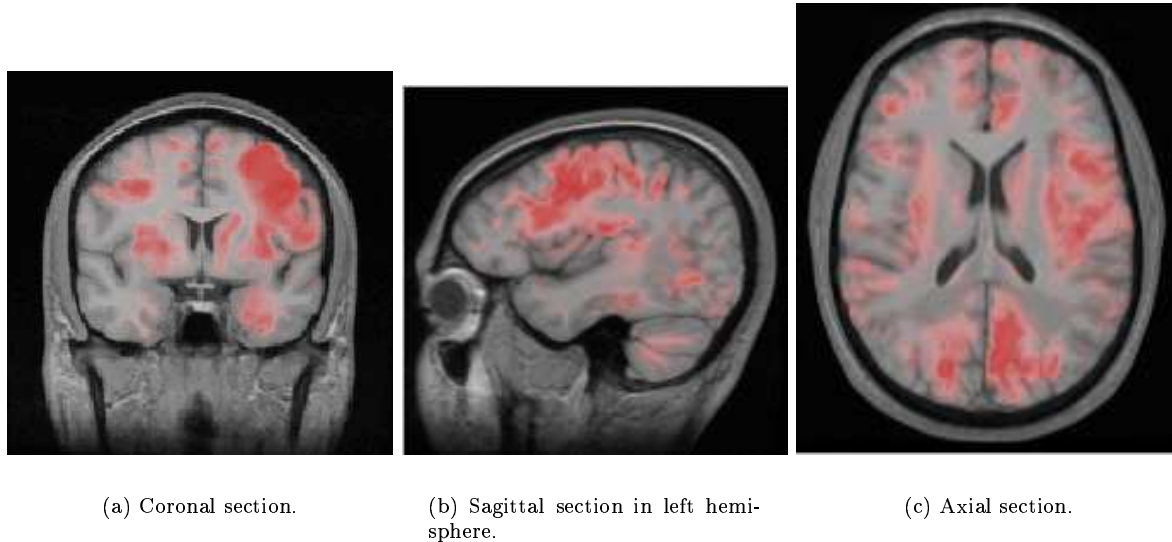 (a) Coronal section.
(b) Sagittal section in left hemi-
sphere.
(c) Axial section.